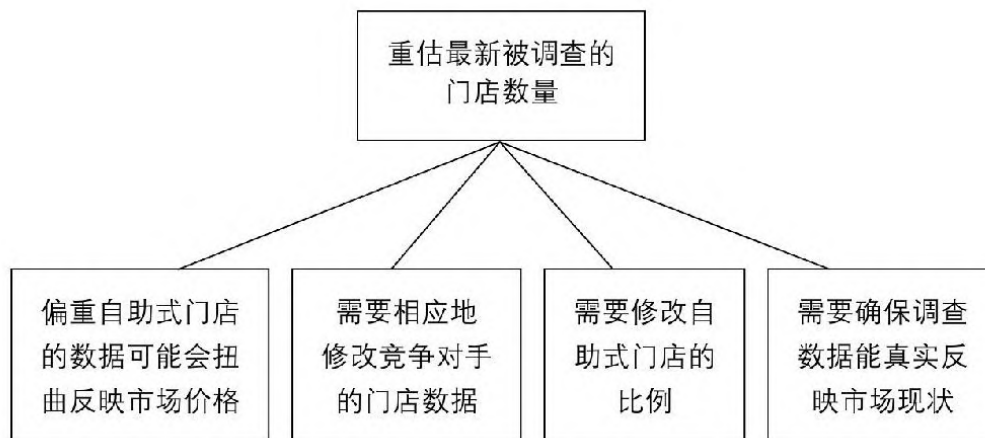 重估最新被调查的
门店数量
偏重自助式门店
的数据可能会扭
曲反映市场价格
需要相应地
修改竞争对手
的门店数据
需要修改自
助式门店的
比例
需要确保调查
数据能真实反
映市场现状